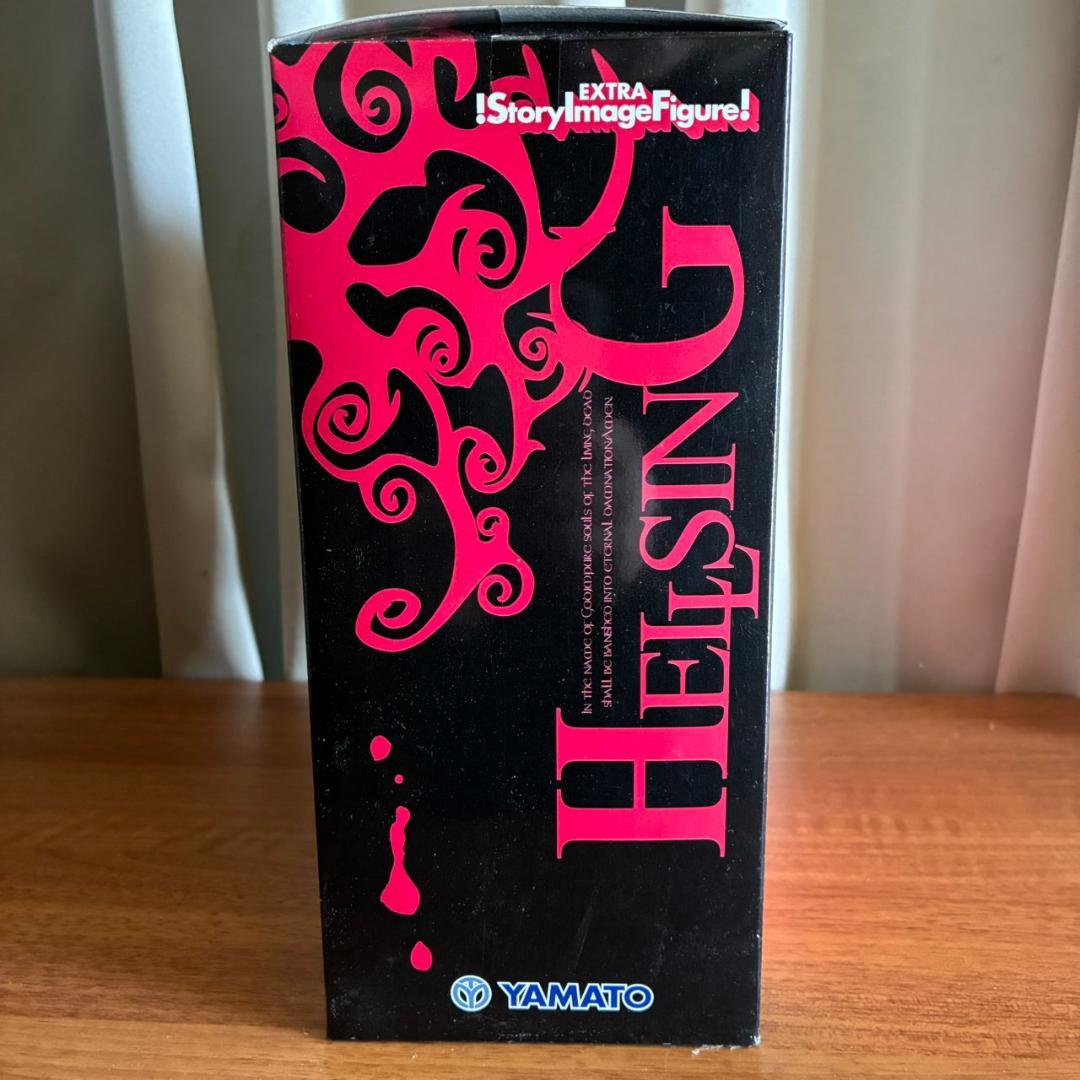 EXTRA
!StoryImageFigure!
HELLSING
IN THE NAME OF GOD IMPURE SOULS OF THE LIVING DEAD
SHALL BE BANISHED INTO ETERNAL DAMNATION.AMEN.
YAMATO